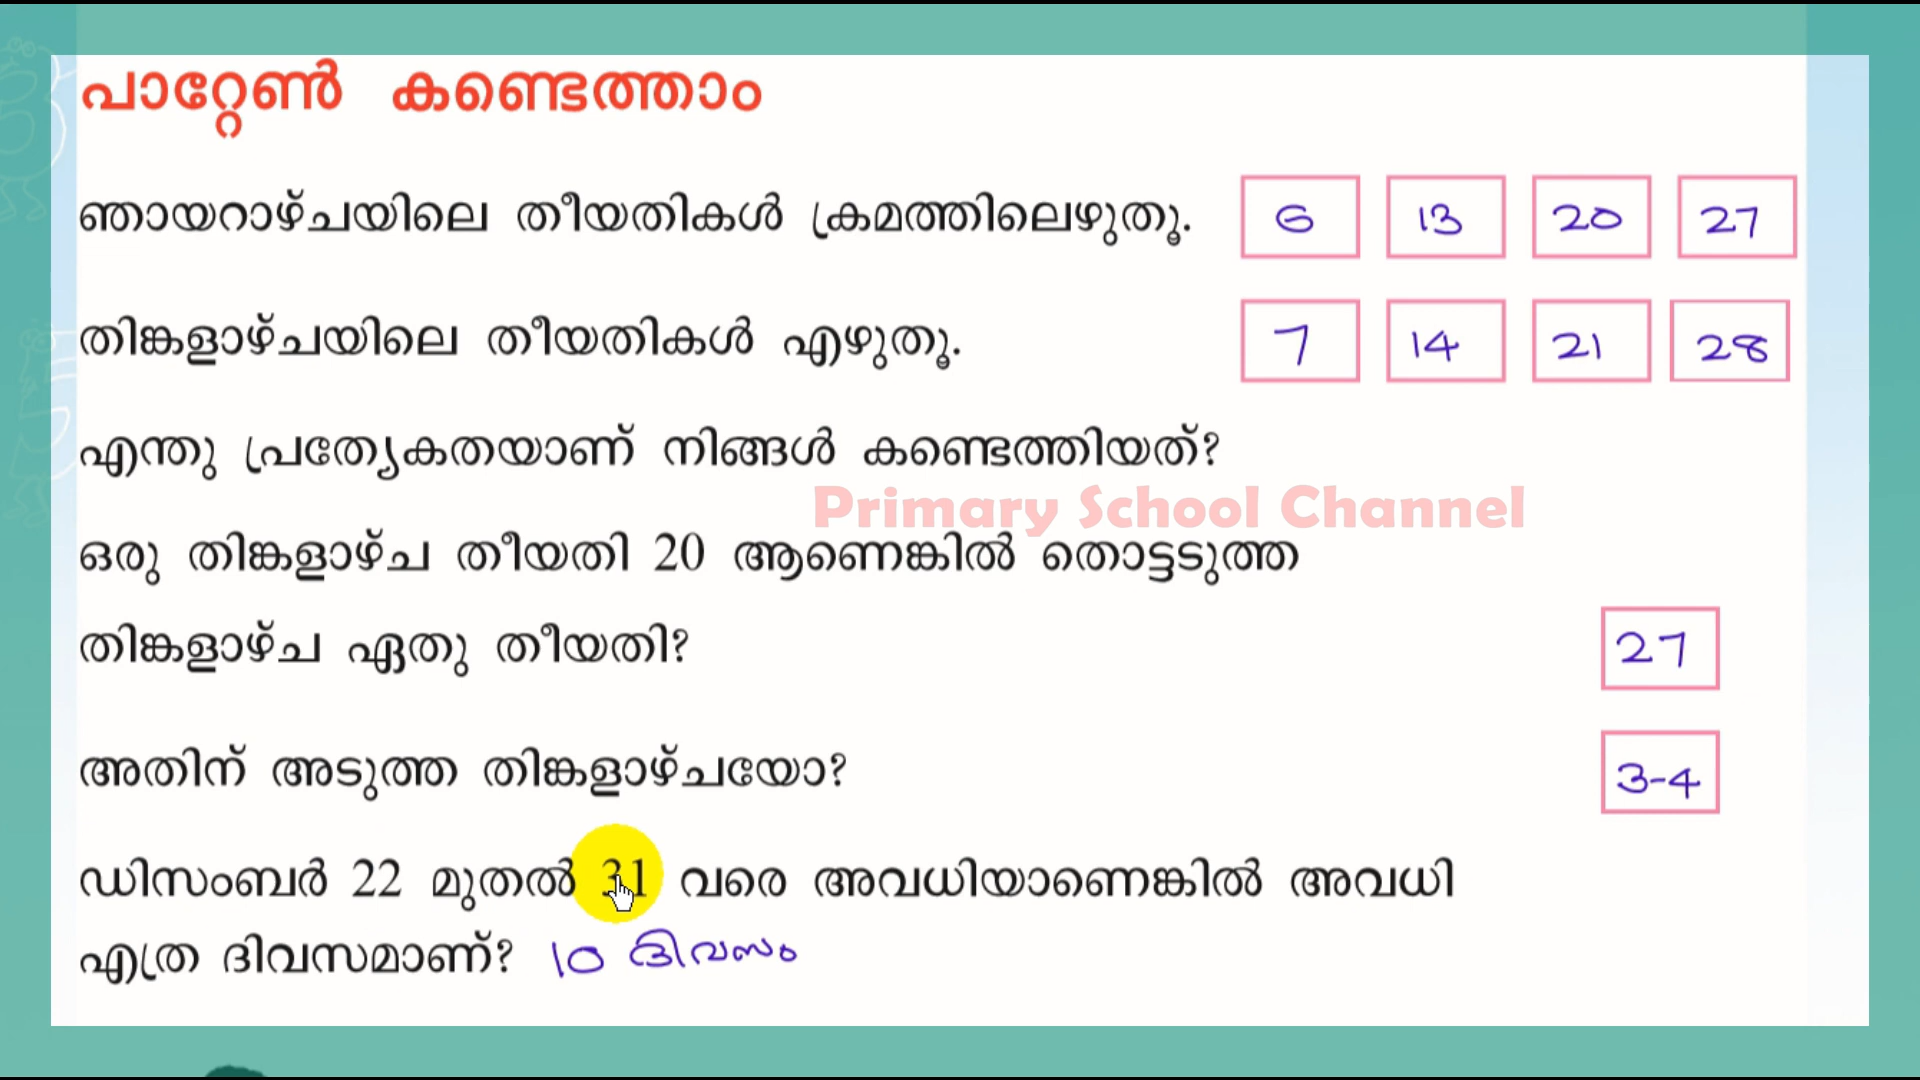 പാറ്റേൺ കണ്ടെത്താം
ഞായറാഴ്ചയിലെ തീയതികൾ ക്രമത്തിലെഴുതൂ. 6 13 20 27
തിങ്കളാഴ്ചയിലെ തീയതികൾ എഴുതൂ. 7 14 21 28
എന്തു പ്രത്യേകതയാണ് നിങ്ങൾ കണ്ടെത്തിയത്?
Primary School Channel
ഒരു തിങ്കളാഴ്ച തീയതി 20 ആണെങ്കിൽ തൊട്ടടുത്ത
തിങ്കളാഴ്ച ഏതു തീയതി? 27
അതിന് അടുത്ത തിങ്കളാഴ്ചയോ? 3-4
ഡിസംബർ 22 മുതൽ 31 വരെ അവധിയാണെങ്കിൽ അവധി
എത്ര ദിവസമാണ്? 10 ദിവസം